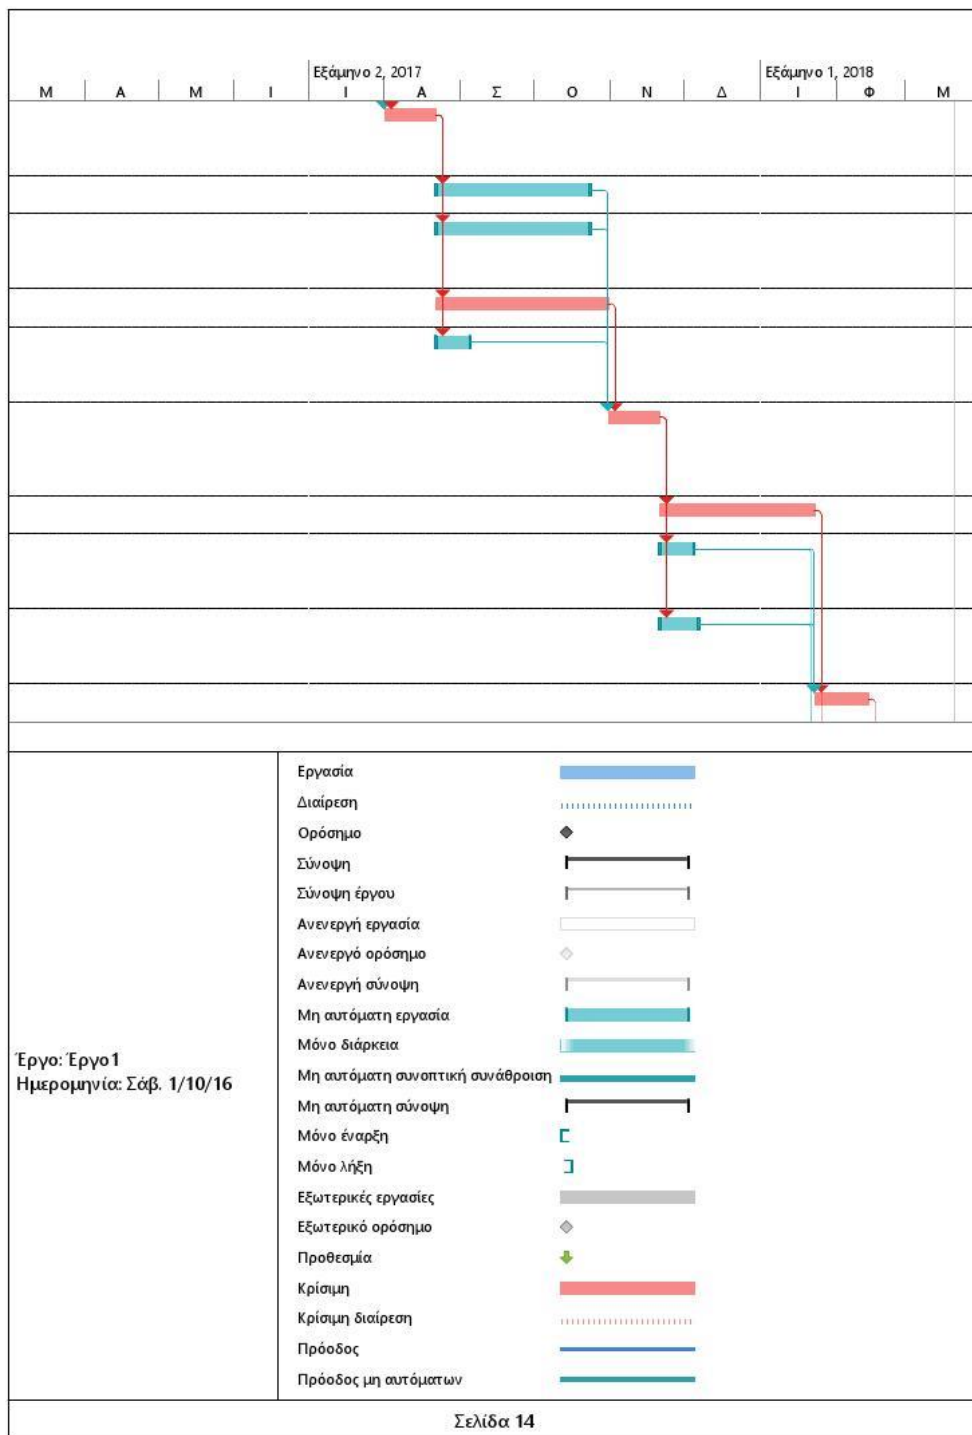 Εξάμηνο 2, 2017 Εξάμηνο 1, 2018
Μ Α Μ Ι Ι Α Σ Ο Ν Δ Ι Φ Μ
Εργασία
Διαίρεση
Ορόσημο
Σύνοψη
Σύνοψη έργου
Ανενεργή εργασία
Ανενεργό ορόσημο
Ανενεργή σύνοψη
Μη αυτόματη εργασία
Μόνο διάρκεια
Μη αυτόματη συνοπτική συνάθροιση
Μη αυτόματη σύνοψη
Μόνο έναρξη
Μόνο λήξη
Εξωτερικές εργασίες
Εξωτερικό ορόσημο
Προθεσμία
Κρίσιμη
Κρίσιμη διαίρεση
Πρόοδος
Πρόοδος μη αυτόματων
Έργο: Έργο1
Ημερομηνία: Σάβ. 1/10/16
Σελίδα 14